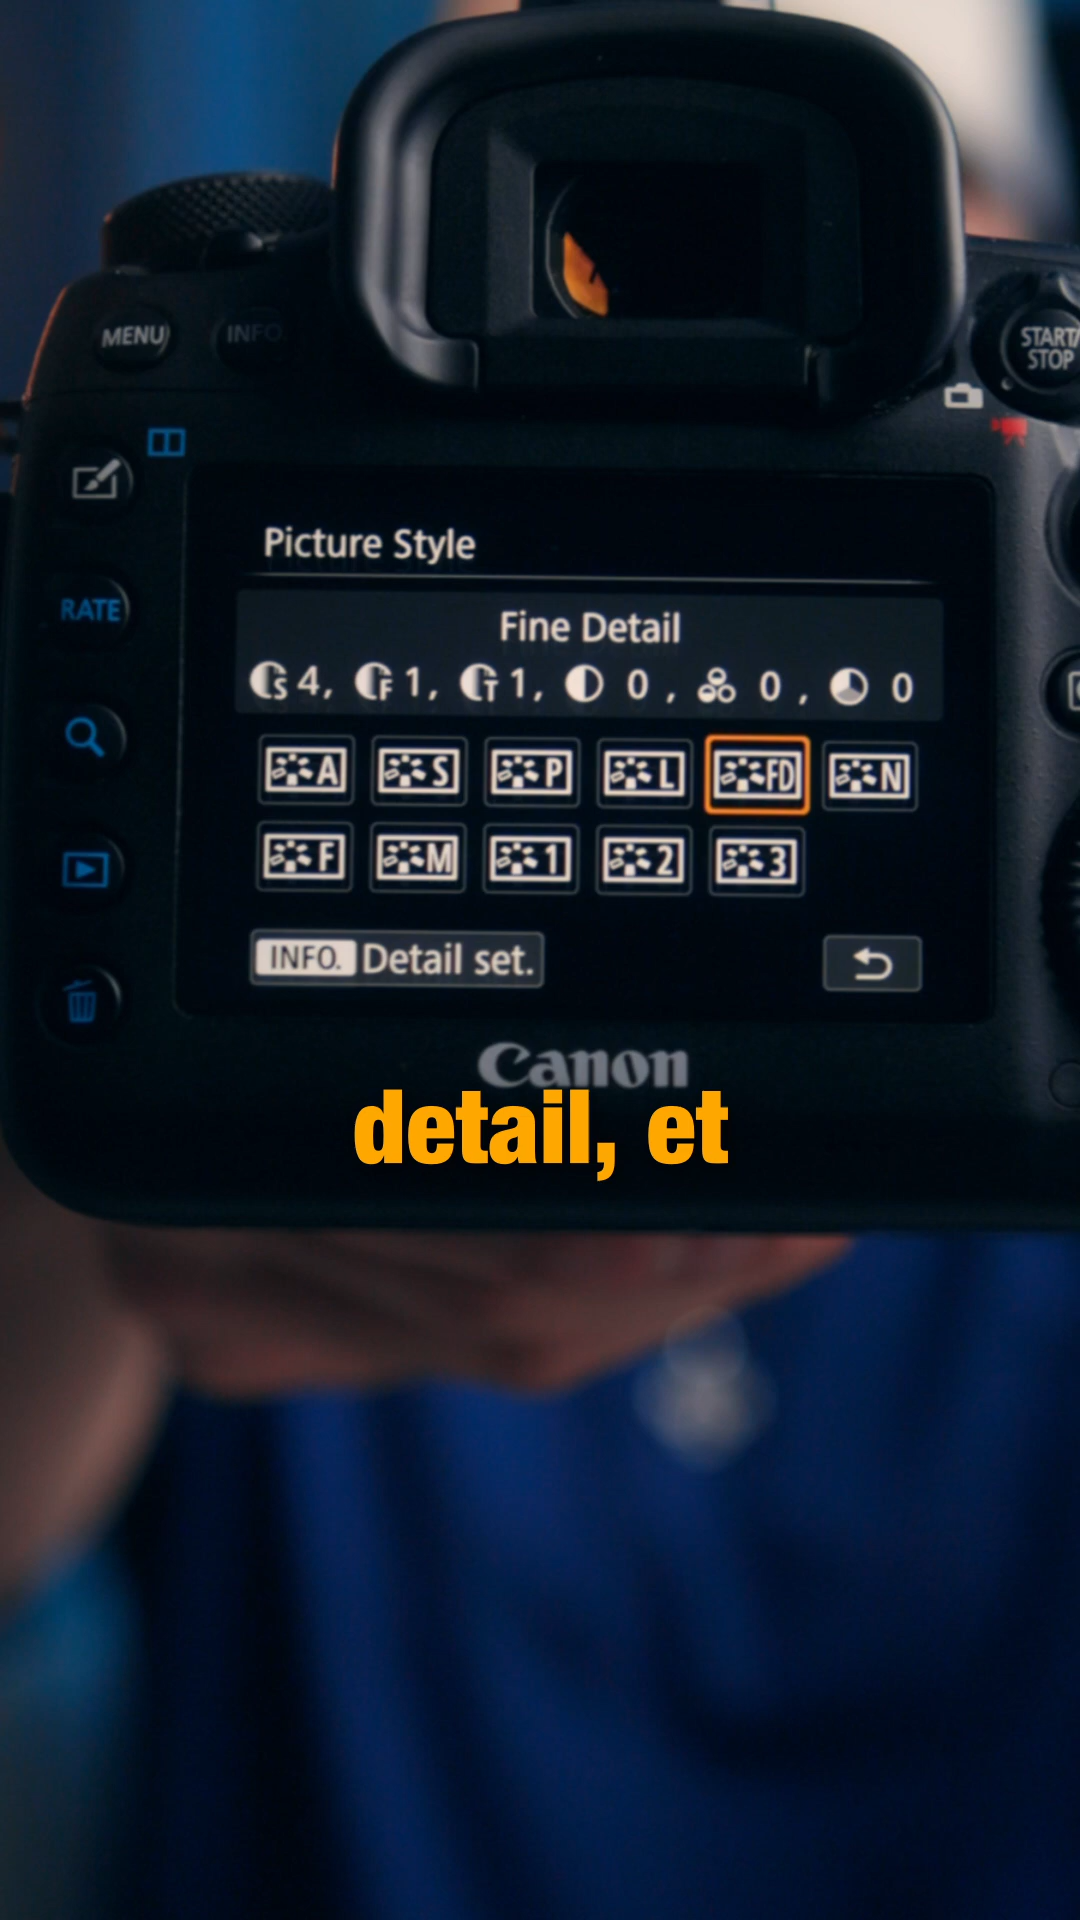 MENU INFO.
START/
STOP
RATE
Picture Style
Fine Detail
S 4, F 1, T 1, 0, 0, 0
A S P L FD N
F M 1 2 3
INFO. Detail set.
Canon
detail, et